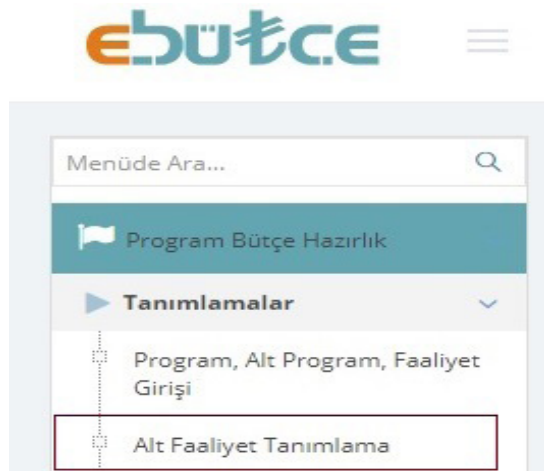 ebütçe
Menüde Ara...
Program Bütçe Hazırlık
Tanımlamalar
Program, Alt Program, Faaliyet
Girişi
Alt Faaliyet Tanımlama